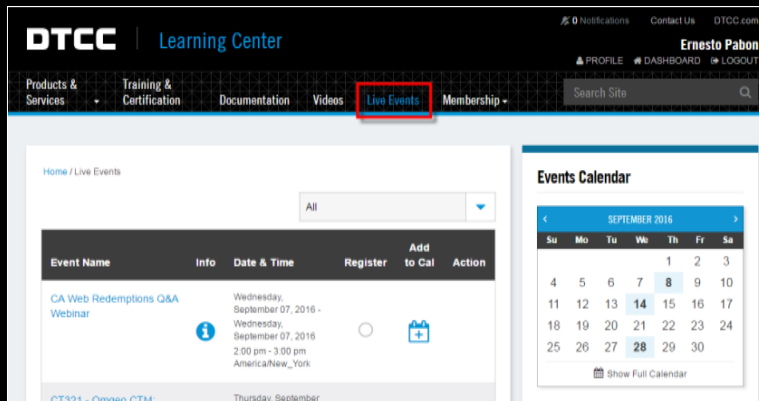 0 Notifications Contact Us DTCC.com
DTCC Learning Center
Ernesto Pabon
PROFILE DASHBOARD LOGOUT
Products & Services
Training & Certification
Documentation
Videos
Live Events
Membership
Search Site
Home / Live Events
All
Event Name Info Date & Time Register Add to Cal Action
CA Web Redemptions Q&A
Webinar
Wednesday,
September 07, 2016 -
Wednesday,
September 07, 2016
2:00 pm - 3:00 pm
America/New_York
CT321 - Omgeo CTM:
Thursday, September
Events Calendar
SEPTEMBER 2016
Su Mo Tu We Th Fr Sa
1 2 3
4 5 6 7 8 9 10
11 12 13 14 15 16 17
18 19 20 21 22 23 24
25 26 27 28 29 30
Show Full Calendar